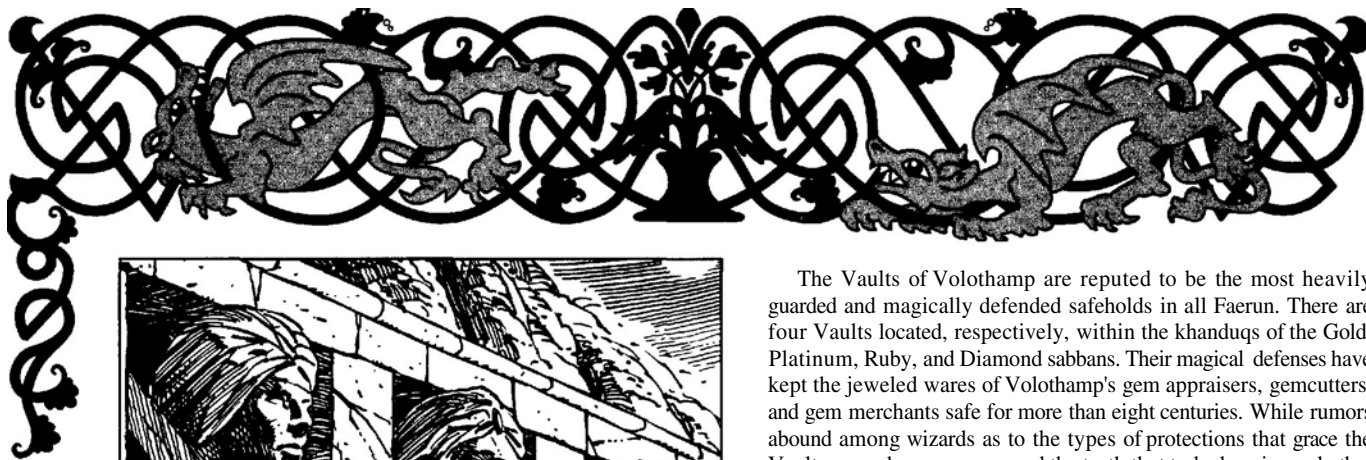 The Vaults of Volothamp are reputed to be the most heavily
guarded and magically defended safeholds in all Faerun. There are
four Vaults located, respectively, within the khanduqs of the Gold
Platinum, Ruby, and Diamond sabbans. Their magical defenses have
kept the jeweled wares of Volothamp's gem appraisers, gemcutters
and gem merchants safe for more than eight centuries. While rumors
abound among wizards as to the types of protections that grace the